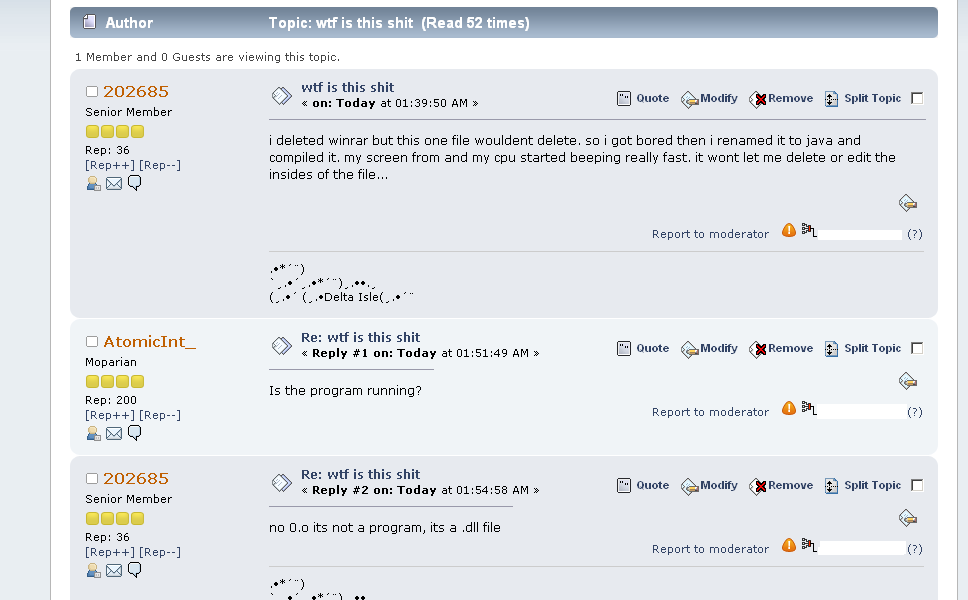 Author Topic: wtf is this shit (Read 52 times)
1 Member and 0 Guests are viewing this topic.
202685
Senior Member
Rep: 36
[Rep++] [Rep--]
wtf is this shit
« on: Today at 01:39:50 AM »
Quote Modify Remove Split Topic
i deleted winrar but this one file wouldent delete. so i got bored then i renamed it to java and
compiled it. my screen from and my cpu started beeping really fast. it wont let me delete or edit the
insides of the file...
Report to moderator (?)
.•*´¨)
`¸.•´¸.•*´¨)¸.••.¸
(¸.•´ (¸.•Delta Isle(¸.•´¨
AtomicInt_
Moparian
Rep: 200
[Rep++] [Rep--]
Re: wtf is this shit
« Reply #1 on: Today at 01:51:49 AM »
Quote Modify Remove Split Topic
Is the program running?
Report to moderator (?)
202685
Senior Member
Rep: 36
[Rep++] [Rep--]
Re: wtf is this shit
« Reply #2 on: Today at 01:54:58 AM »
Quote Modify Remove Split Topic
no 0.o its not a program, its a .dll file
Report to moderator (?)
.•*´¨)